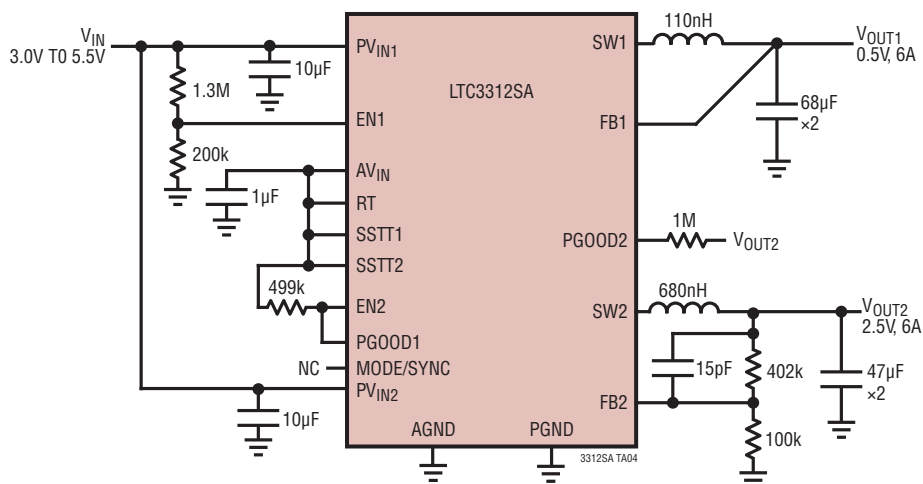 VIN
3.0V TO 5.5V
1.3M
200k
10µF
1µF
499k
NC
10µF
PVIN1
EN1
AVIN
RT
SSTT1
SSTT2
EN2
PGOOD1
MODE/SYNC
PVIN2
LTC3312SA
AGND
PGND
SW1
FB1
PGOOD2
SW2
FB2
110nH
VOUT1
0.5V, 6A
68µF
×2
1M
VOUT2
680nH
VOUT2
2.5V, 6A
15pF
402k
47µF
×2
100k
3312SA TA04